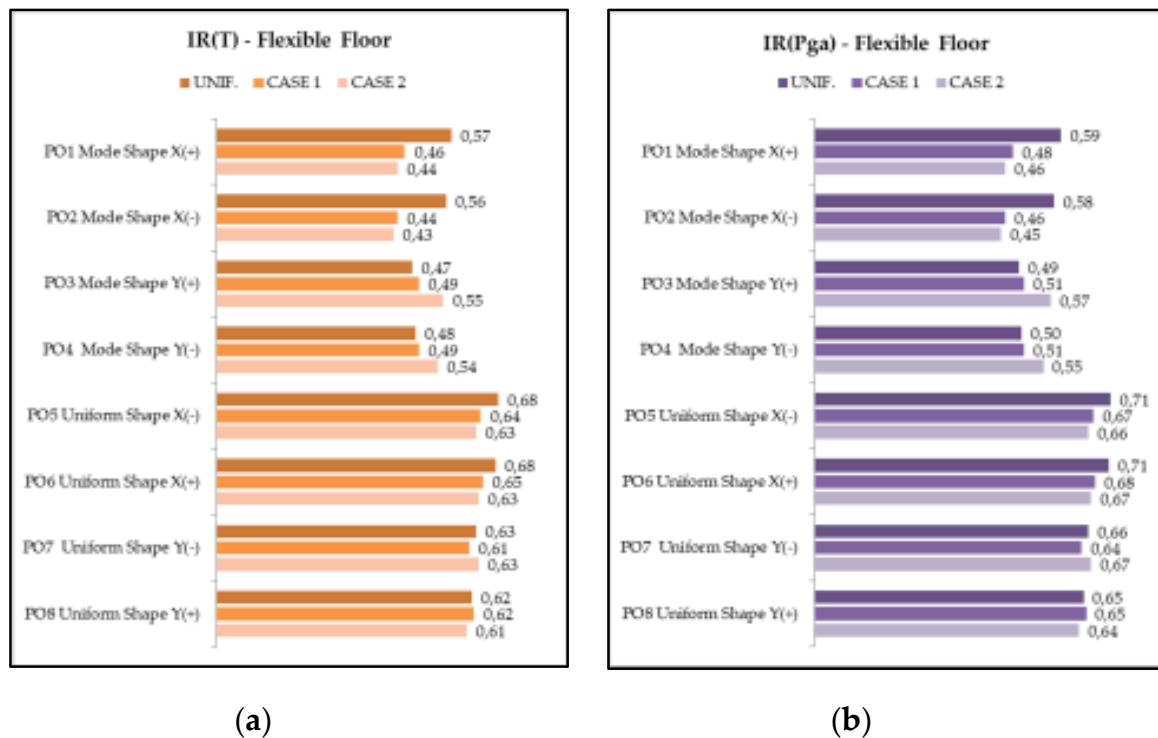 IR(T) - Flexible Floor
UNIF. CASE 1 CASE 2
PO1 Mode Shape X(+)
0,57
0,46
0,44
PO2 Mode Shape X(-)
0,56
0,44
0,43
PO3 Mode Shape Y(+)
0,47
0,49
0,55
PO4 Mode Shape Y(-)
0,48
0,49
0,54
PO5 Uniform Shape X(-)
0,68
0,64
0,63
PO6 Uniform Shape X(+)
0,68
0,65
0,63
PO7 Uniform Shape Y(-)
0,63
0,61
0,63
PO8 Uniform Shape Y(+)
0,62
0,62
0,61
(a)
IR(Pga) - Flexible Floor
UNIF. CASE 1 CASE 2
PO1 Mode Shape X(+)
0,59
0,48
0,46
PO2 Mode Shape X(-)
0,58
0,46
0,45
PO3 Mode Shape Y(+)
0,49
0,51
0,57
PO4 Mode Shape Y(-)
0,50
0,51
0,55
PO5 Uniform Shape X(-)
0,71
0,67
0,66
PO6 Uniform Shape X(+)
0,71
0,68
0,67
PO7 Uniform Shape Y(-)
0,66
0,64
0,67
PO8 Uniform Shape Y(+)
0,65
0,65
0,64
(b)